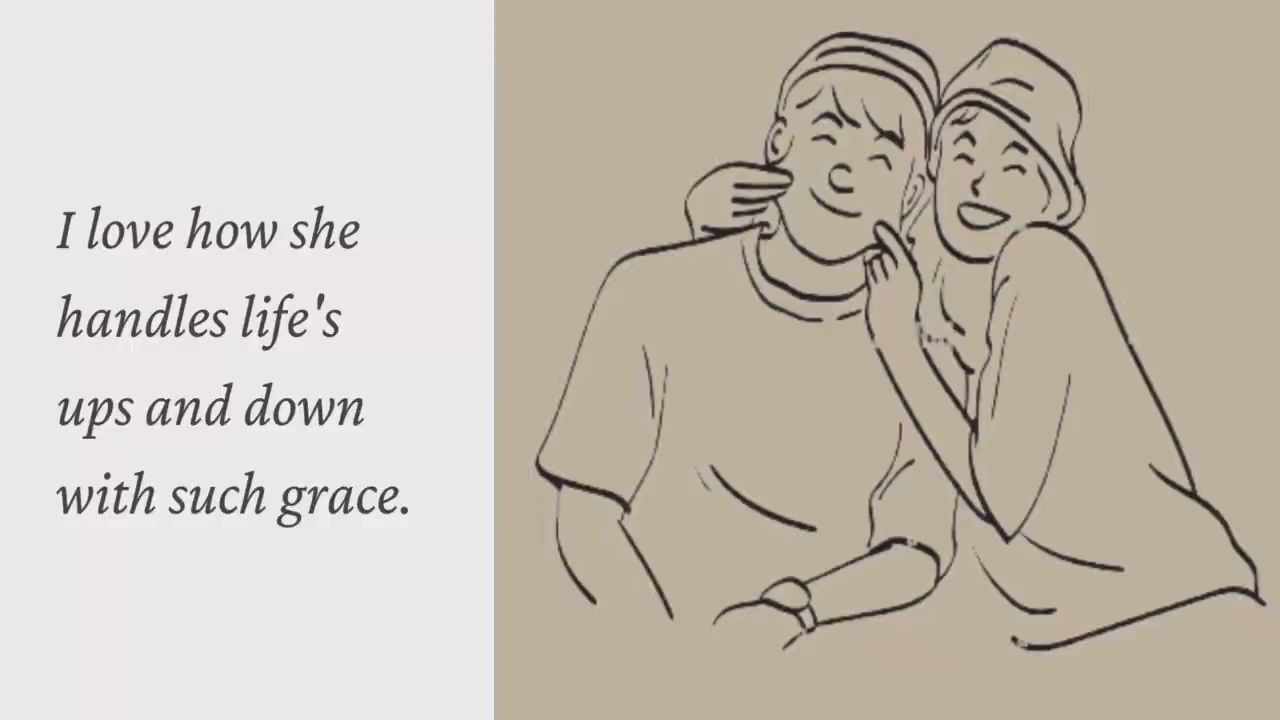 I love how she
handles life's
ups and down
with such grace.